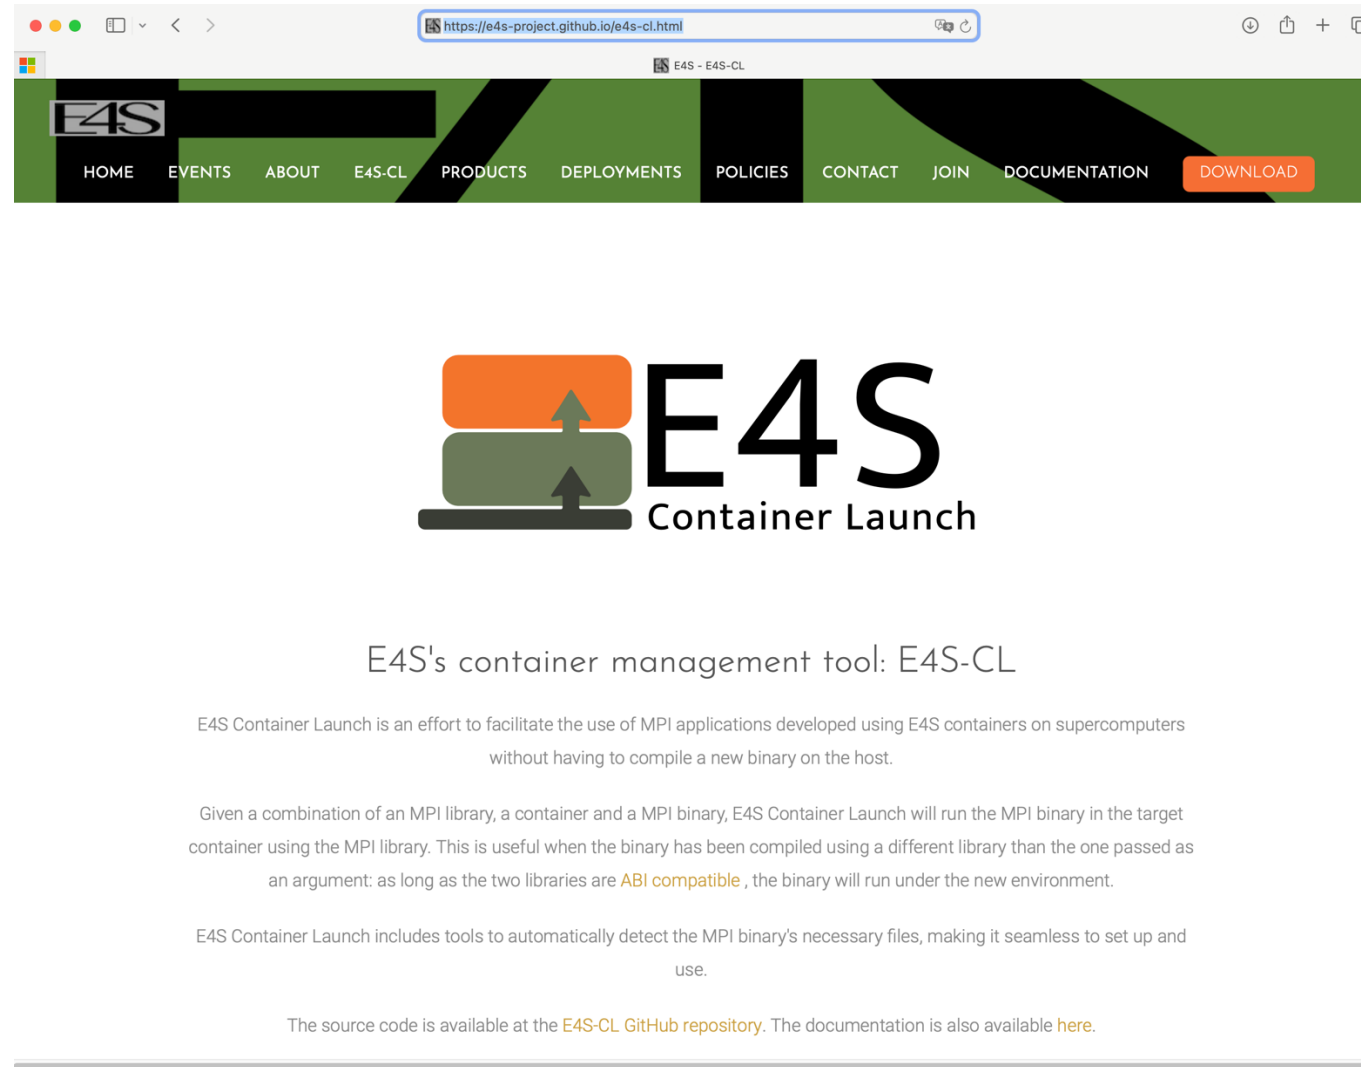 https://e4s-project.github.io/e4s-cl.html
E4S - E4S-CL
E4S
HOME EVENTS ABOUT E4S-CL PRODUCTS DEPLOYMENTS POLICIES CONTACT JOIN DOCUMENTATION DOWNLOAD
E4S
Container Launch
E4S's container management tool: E4S-CL
E4S Container Launch is an effort to facilitate the use of MPI applications developed using E4S containers on supercomputers
without having to compile a new binary on the host.
Given a combination of an MPI library, a container and a MPI binary, E4S Container Launch will run the MPI binary in the target
container using the MPI library. This is useful when the binary has been compiled using a different library than the one passed as
an argument: as long as the two libraries are ABI compatible , the binary will run under the new environment.
E4S Container Launch includes tools to automatically detect the MPI binary's necessary files, making it seamless to set up and
use.
The source code is available at the E4S-CL GitHub repository. The documentation is also available here.